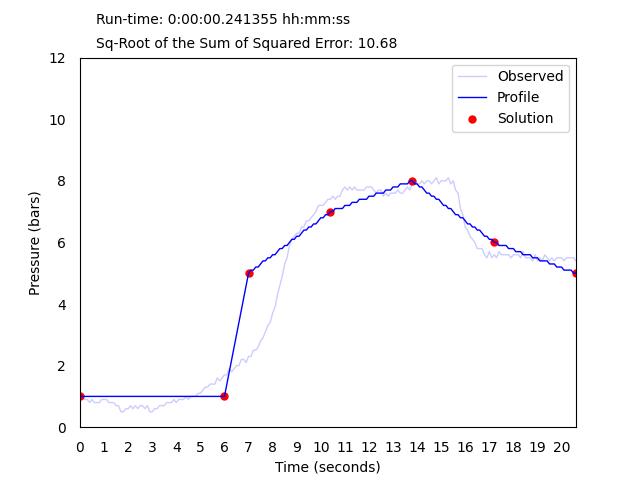 Run-time: 0:00:00.241355 hh:mm:ss
Sq-Root of the Sum of Squared Error: 10.68
12
10
8
6
4
2
0
Pressure (bars)
Observed
Profile
Solution
0 1 2 3 4 5 6 7 8 9 10 11 12 13 14 15 16 17 18 19 20
Time (seconds)